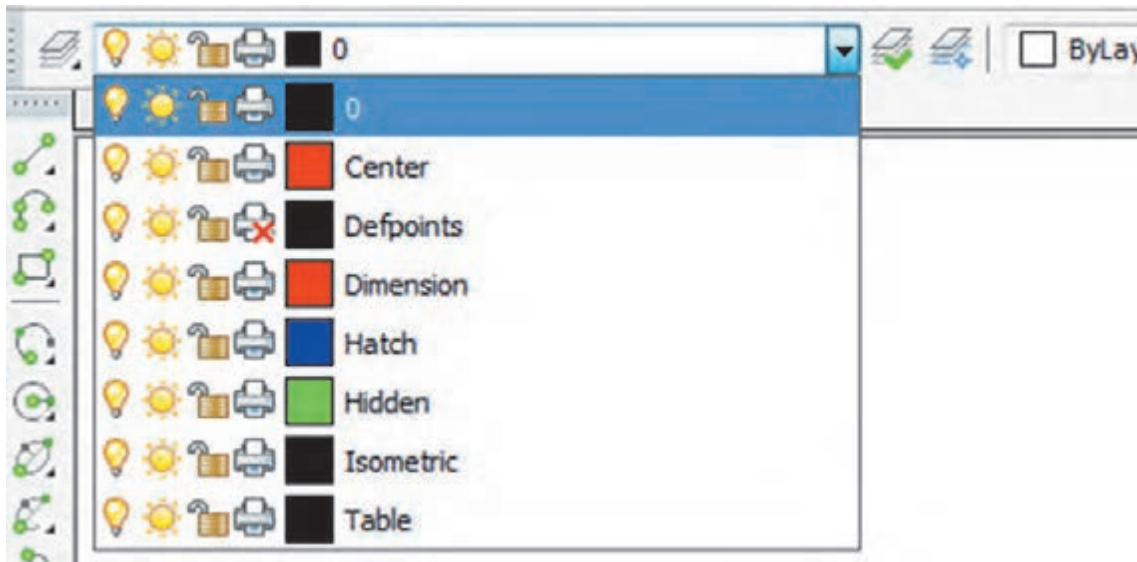 0
ByLay
0
Center
Defpoints
Dimension
Hatch
Hidden
Isometric
Table